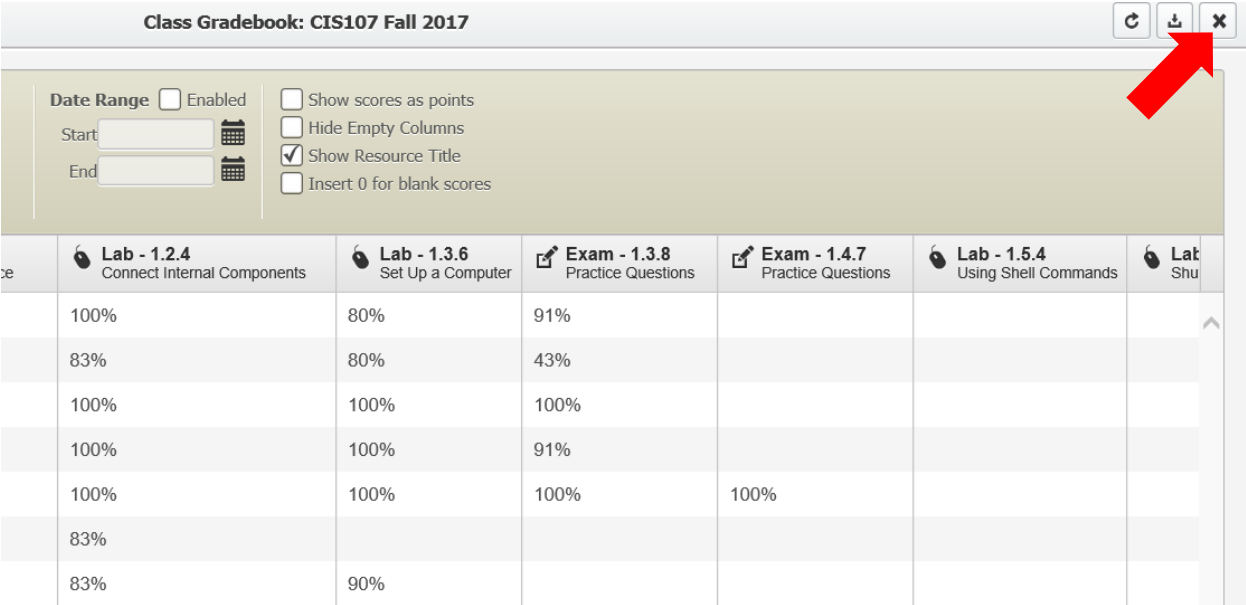 Class Gradebook: CIS107 Fall 2017
Date Range Enabled
Start
End
Show scores as points
Hide Empty Columns
Show Resource Title
Insert 0 for blank scores
ce
Lab - 1.2.4
Connect Internal Components
Lab - 1.3.6
Set Up a Computer
Exam - 1.3.8
Practice Questions
Exam - 1.4.7
Practice Questions
Lab - 1.5.4
Using Shell Commands
Lab
Shu
100% 80% 91%
83% 80% 43%
100% 100% 100%
100% 100% 91%
100% 100% 100% 100%
83%
83% 90%